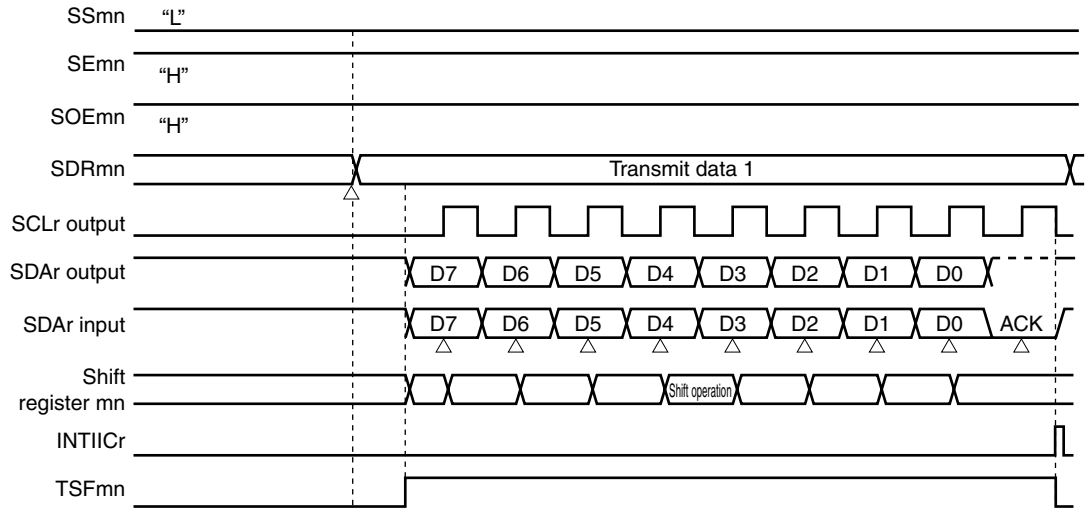 SSmn “L”
SEmn “H”
SOEmn “H”
SDRmn Transmit data 1
SCLr output
SDAr output D7 D6 D5 D4 D3 D2 D1 D0
SDAr input D7 D6 D5 D4 D3 D2 D1 D0 ACK
Shift
register mn Shift operation
INTIICr
TSFmn